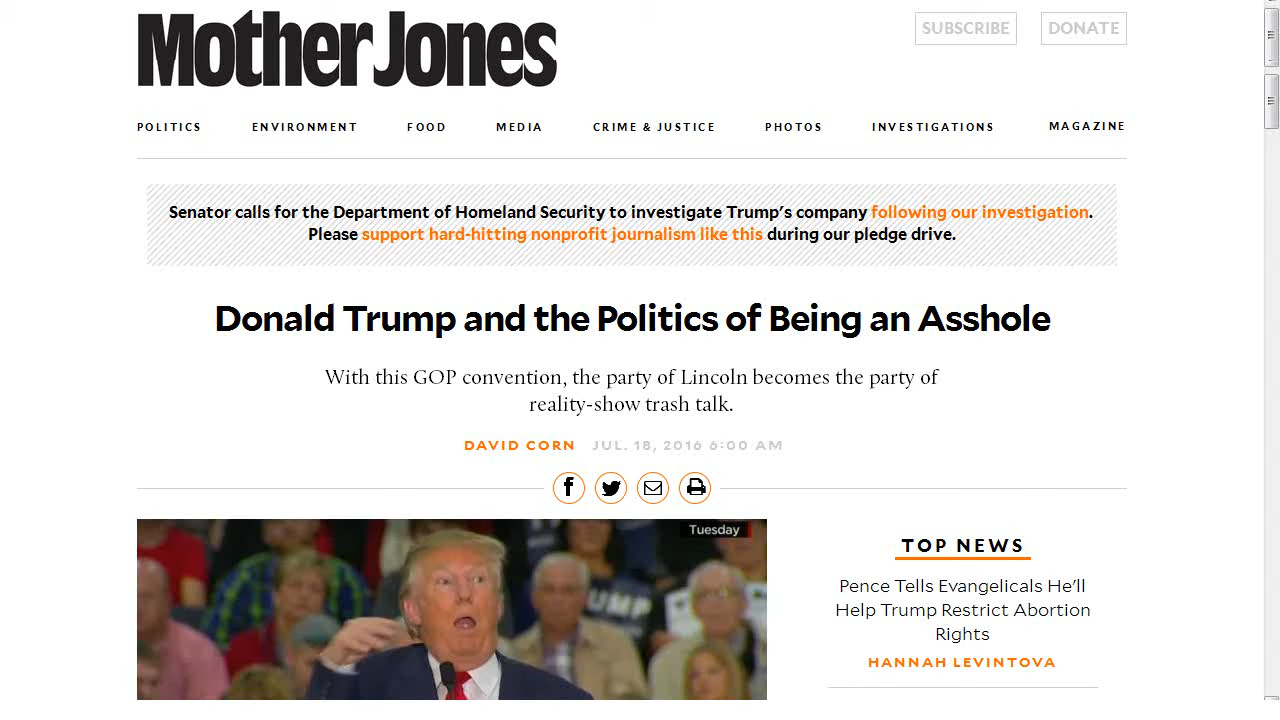 Mother Jones
SUBSCRIBE DONATE
POLITICS ENVIRONMENT FOOD MEDIA CRIME & JUSTICE PHOTOS INVESTIGATIONS MAGAZINE
Senator calls for the Department of Homeland Security to investigate Trump's company following our investigation.
Please support hard-hitting nonprofit journalism like this during our pledge drive.
Donald Trump and the Politics of Being an Asshole
With this GOP convention, the party of Lincoln becomes the party of
reality-show trash talk.
DAVID CORN JUL. 18, 2016 6:00 AM
Tuesday
UMP
TOP NEWS
Pence Tells Evangelicals He'll
Help Trump Restrict Abortion
Rights
HANNAH LEVINTOVA